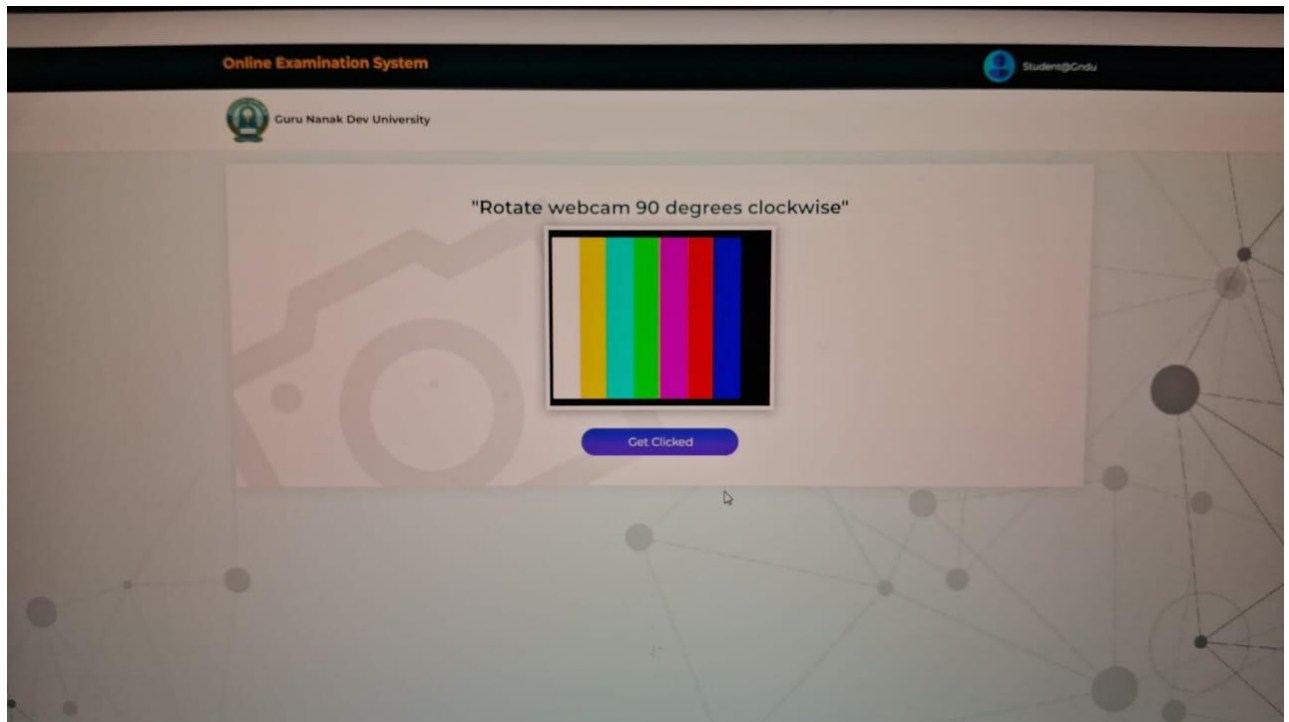 Online Examination System
Student@Gndu
Guru Nanak Dev University
"Rotate webcam 90 degrees clockwise"
Get Clicked